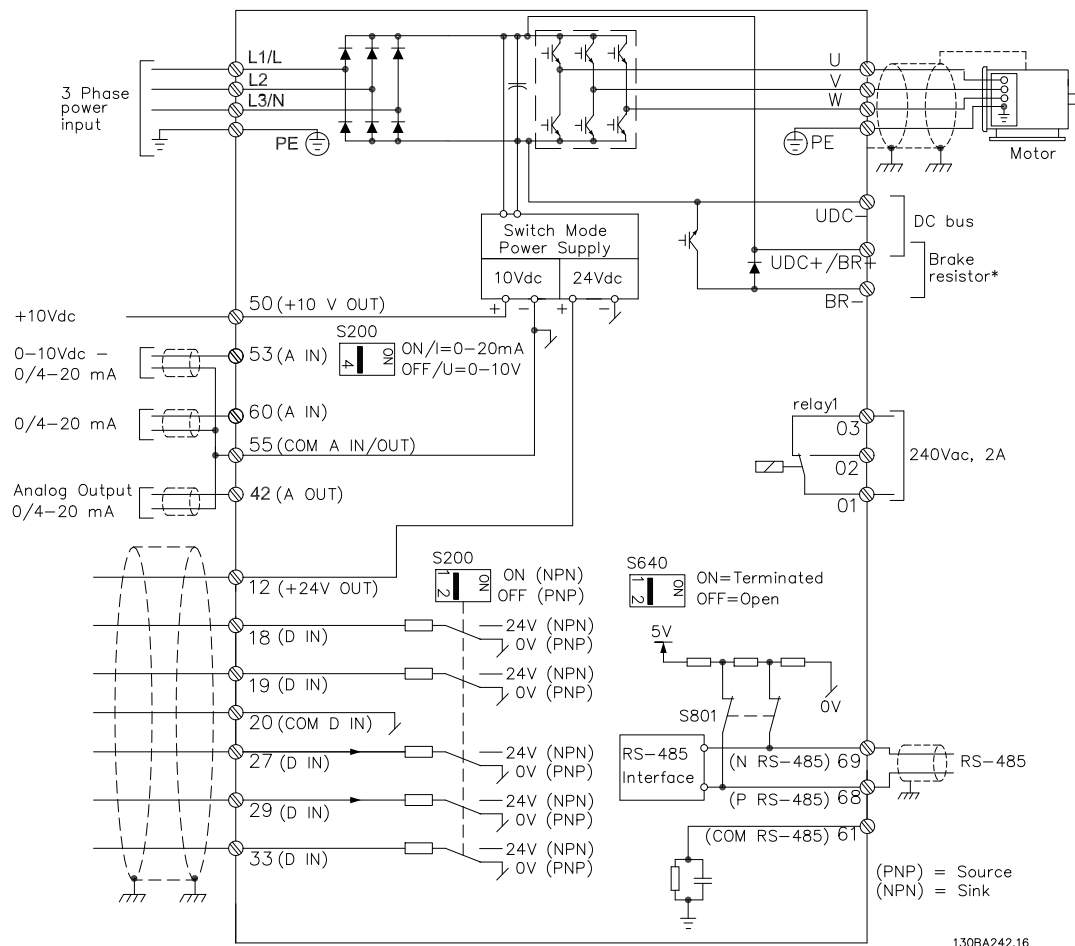 L1/L
L2
L3/N
3 Phase
power
input
PE
U
V
W
PE
Motor
UDC-
DC bus
UDC+/BR+
Brake
resistor*
BR-
Switch Mode
Power Supply
10Vdc
24Vdc
+ - + -
+10Vdc
50 (+10 V OUT)
S200
ON
4
ON/I=0-20mA
OFF/U=0-10V
0-10Vdc -
0/4-20 mA
53 (A IN)
0/4-20 mA
60 (A IN)
55 (COM A IN/OUT)
Analog Output
0/4-20 mA
42 (A OUT)
relay1
03
02
01
240Vac, 2A
12 (+24V OUT)
S200
ON
1 2
ON (NPN)
OFF (PNP)
S640
ON
1 2
ON=Terminated
OFF=Open
18 (D IN)
24V (NPN)
0V (PNP)
19 (D IN)
24V (NPN)
0V (PNP)
20 (COM D IN)
27 (D IN)
24V (NPN)
0V (PNP)
29 (D IN)
24V (NPN)
0V (PNP)
33 (D IN)
24V (NPN)
0V (PNP)
5V
0V
S801
RS-485
Interface
(N RS-485) 69
(P RS-485) 68
(COM RS-485) 61
RS-485
(PNP) = Source
(NPN) = Sink
130BA242.16